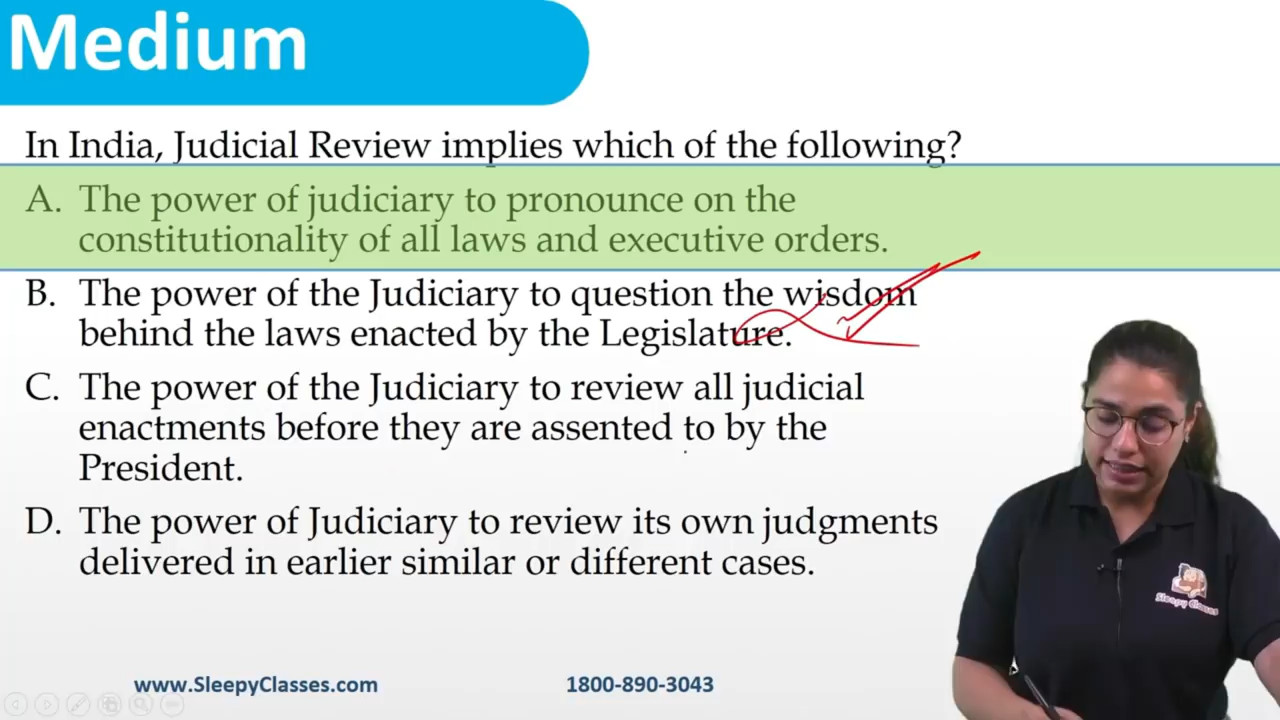 Medium
In India, Judicial Review implies which of the following?
A. The power of judiciary to pronounce on the
constitutionality of all laws and executive orders.
B. The power of the Judiciary to question the wisdom
behind the laws enacted by the Legislature.
C. The power of the Judiciary to review all judicial
enactments before they are assented to by the
President.
D. The power of Judiciary to review its own judgments
delivered in earlier similar or different cases.
Sleepy Classes
www.SleepyClasses.com
1800-890-3043